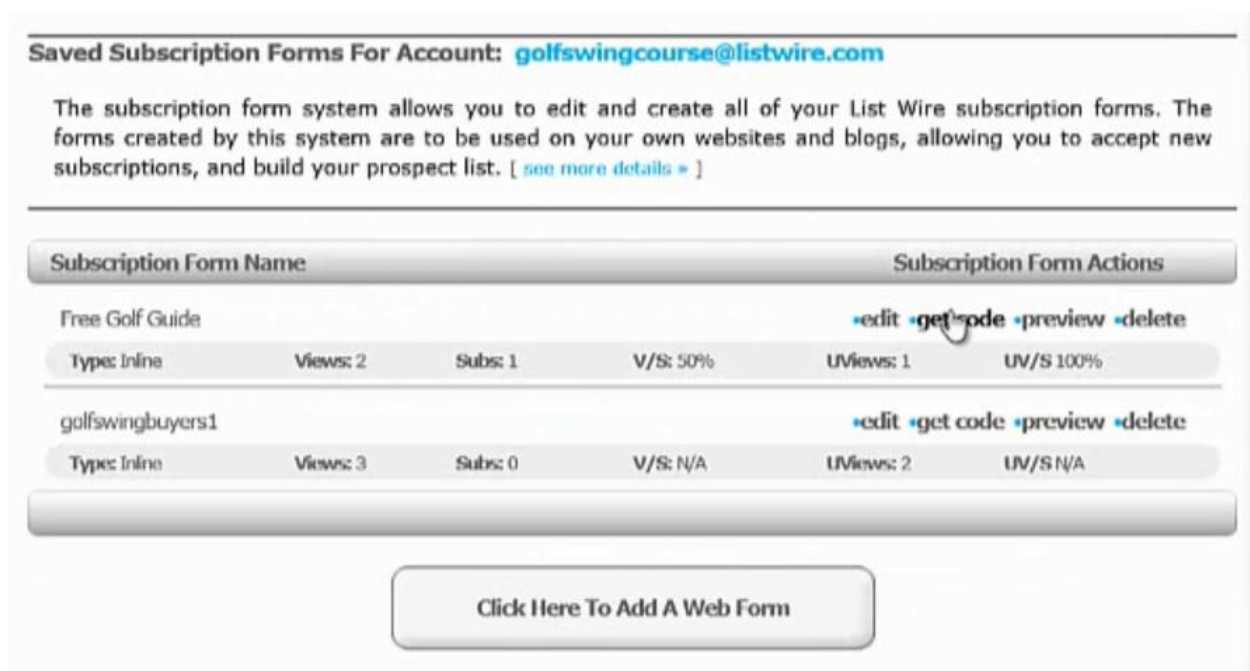 Saved Subscription Forms For Account: golfswingcourse@listwire.com
The subscription form system allows you to edit and create all of your List Wire subscription forms. The
forms created by this system are to be used on your own websites and blogs, allowing you to accept new
subscriptions, and build your prospect list. [ see more details » ]
Subscription Form Name Subscription Form Actions
Free Golf Guide •edit •get code •preview •delete
Type: Inline Views: 2 Subs: 1 V/S: 50% UViews: 1 UV/S 100%
golfswingbuyers1 •edit •get code •preview •delete
Type: Inline Views: 3 Subs: 0 V/S: N/A UViews: 2 UV/S N/A
Click Here To Add A Web Form